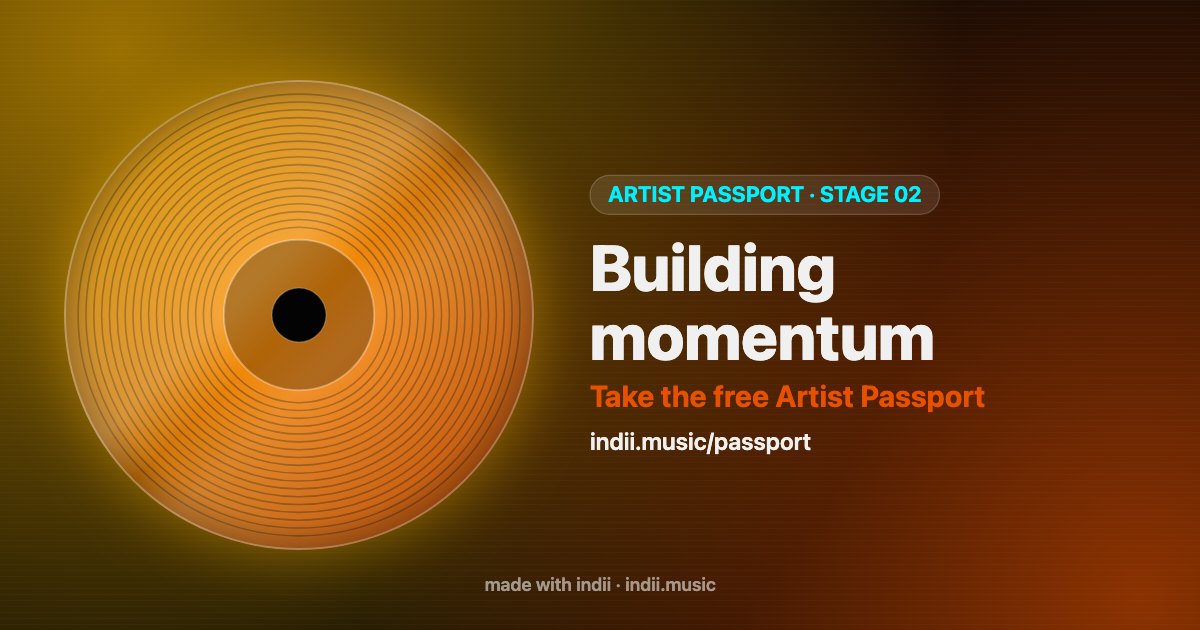 ARTIST PASSPORT · STAGE 02
Building
momentum
Take the free Artist Passport
indii.music/passport
made with indii · indii.music